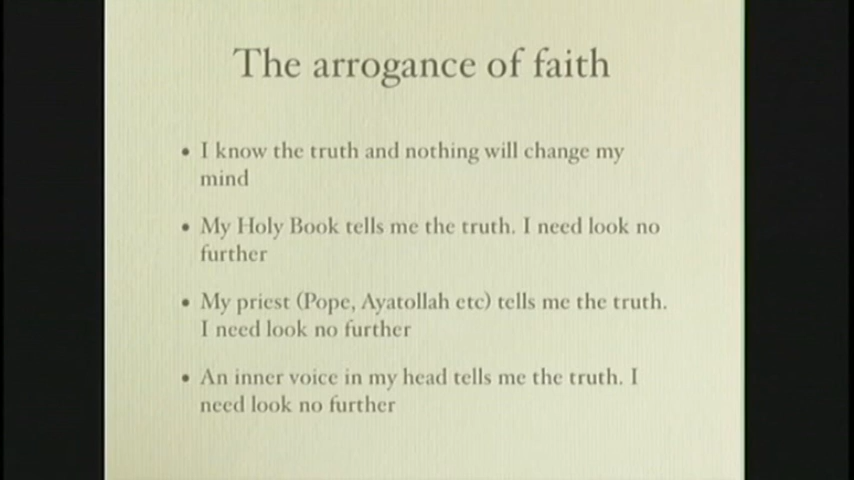 The arrogance of faith
• I know the truth and nothing will change my
mind
• My Holy Book tells me the truth. I need look no
further
• My priest (Pope, Ayatollah etc) tells me the truth.
I need look no further
• An inner voice in my head tells me the truth. I
need look no further